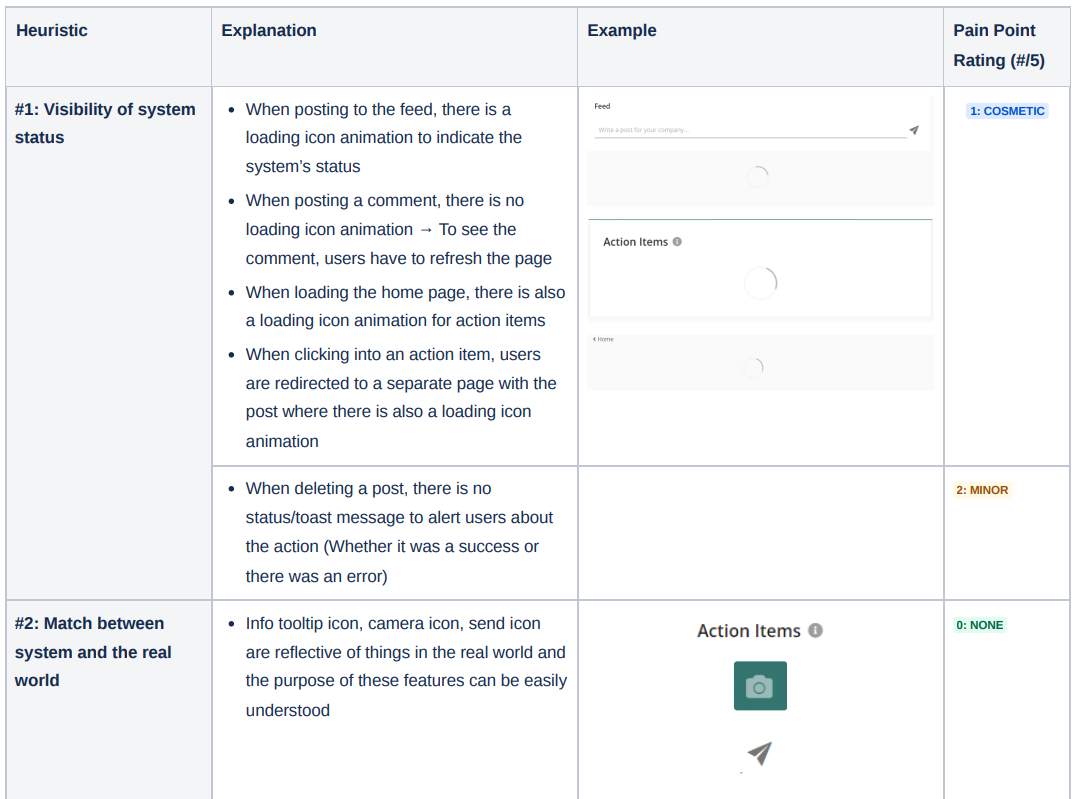 Heuristic
Explanation
Example
Pain Point
Rating (#/5)
#1: Visibility of system
status
• When posting to the feed, there is a
loading icon animation to indicate the
system's status
• When posting a comment, there is no
loading icon animation → To see the
comment, users have to refresh the page
• When loading the home page, there is also
a loading icon animation for action items
• When clicking into an action item, users
are redirected to a separate page with the
post where there is also a loading icon
animation
Feed
Write a post for your company...
Action Items
Home
1: COSMETIC
• When deleting a post, there is no
status/toast message to alert users about
the action (Whether it was a success or
there was an error)
2: MINOR
#2: Match between
system and the real
world
• Info tooltip icon, camera icon, send icon
are reflective of things in the real world and
the purpose of these features can be easily
understood
Action Items
0: NONE